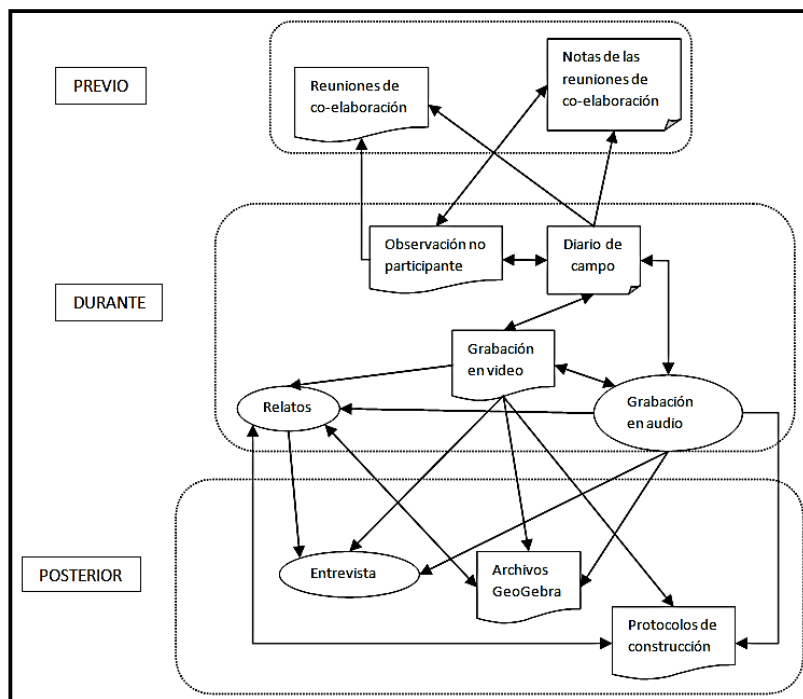 PREVIO
Reuniones de
co-elaboración
Notas de las
reuniones de
co-elaboración
DURANTE
Observación no
participante
Diario de
campo
Grabación
en video
Relatos
Grabación
en audio
POSTERIOR
Entrevista
Archivos
GeoGebra
Protocolos de
construcción